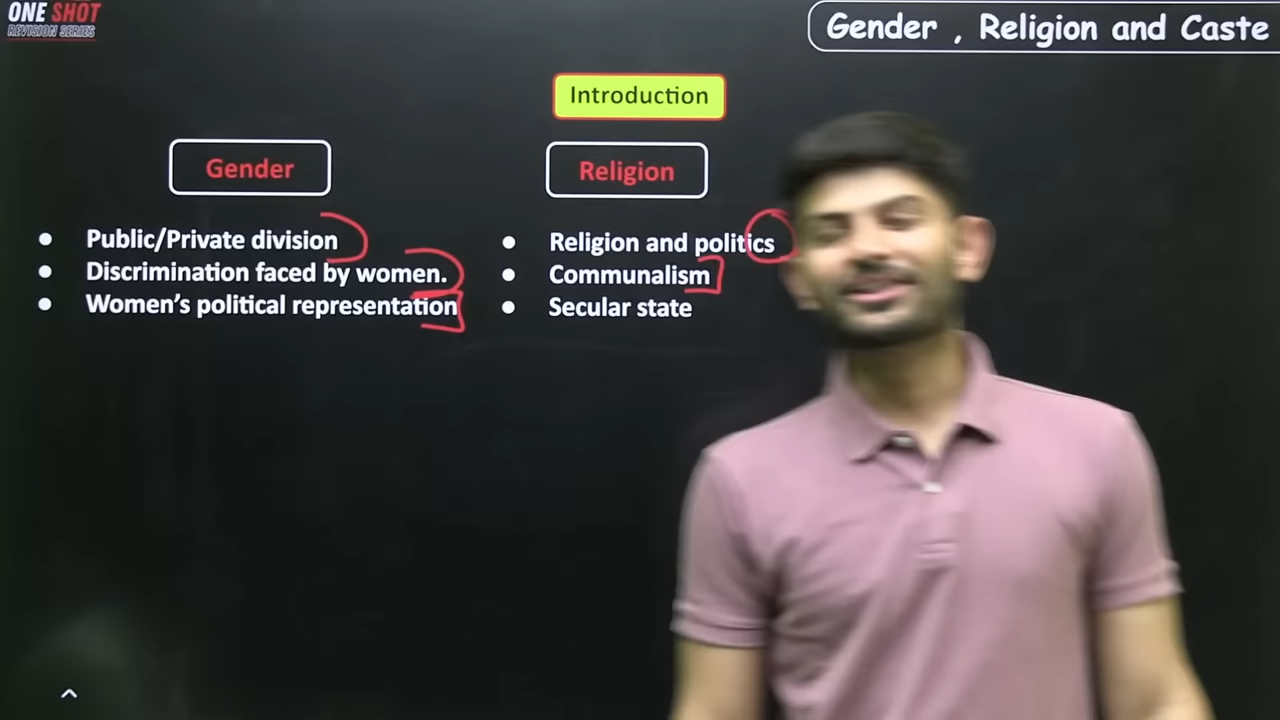 ONE SHOT
REVISION SERIES
Gender , Religion and Caste
Introduction
Gender
Public/Private division
Discrimination faced by women.
Women's political representation
Religion
Religion and politics
Communalism
Secular state